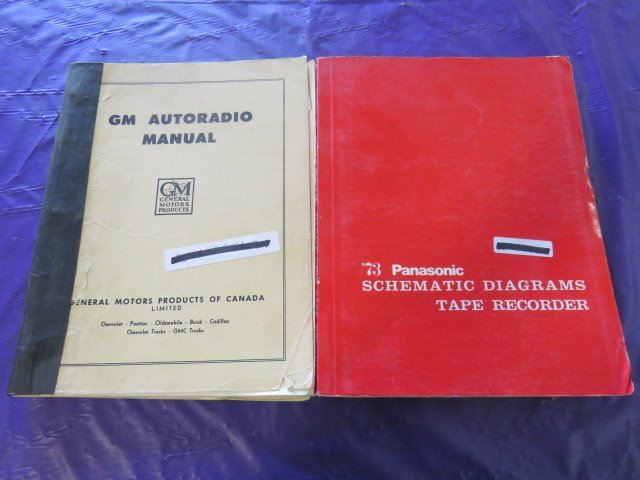 GM AUTORADIO
MANUAL
GM
GENERAL
MOTORS
PRODUCTS
GENERAL MOTORS PRODUCTS OF CANADA
LIMITED
Chevrolet - Pontiac - Oldsmobile - Buick - Cadillac
Chevrolet Trucks - GMC Trucks
'73 Panasonic
SCHEMATIC DIAGRAMS
TAPE RECORDER